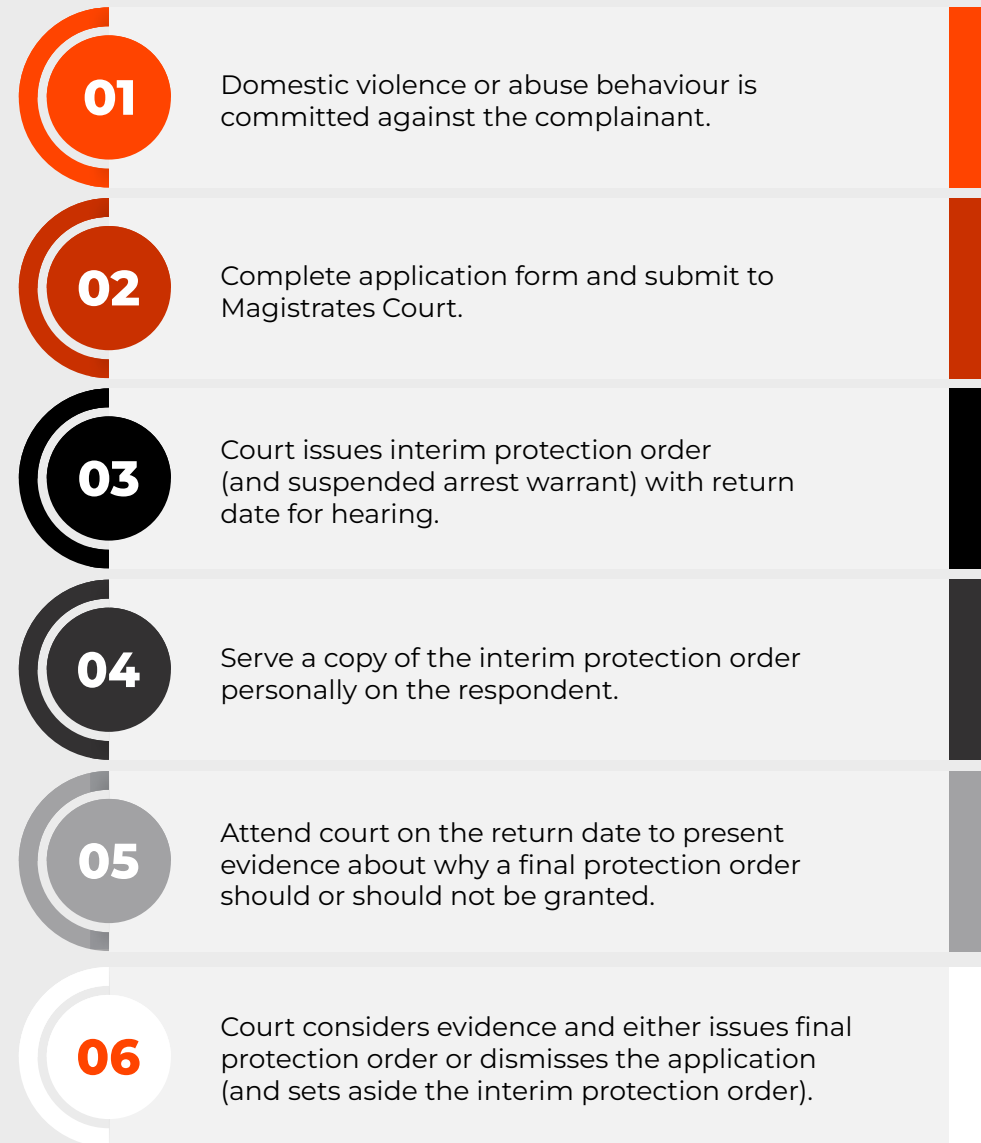 01
Domestic violence or abuse behaviour is
committed against the complainant.
02
Complete application form and submit to
Magistrates Court.
03
Court issues interim protection order
(and suspended arrest warrant) with return
date for hearing.
04
Serve a copy of the interim protection order
personally on the respondent.
05
Attend court on the return date to present
evidence about why a final protection order
should or should not be granted.
06
Court considers evidence and either issues final
protection order or dismisses the application
(and sets aside the interim protection order).